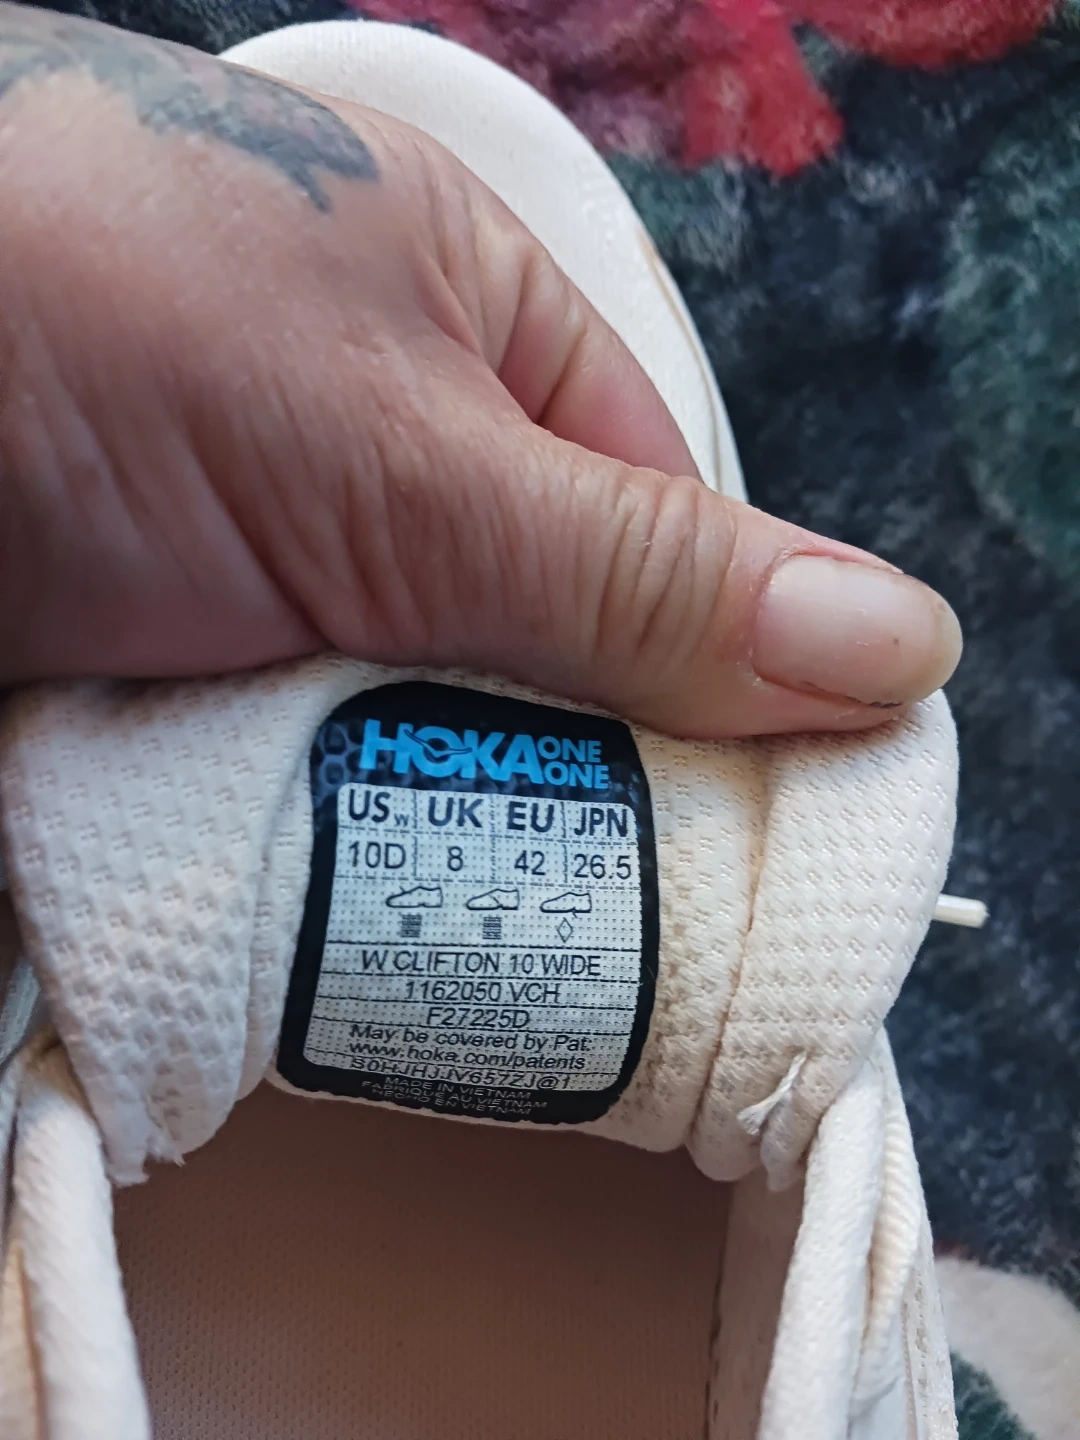 HOKA ONE ONE
USw UK EU JPN
10D 8 42 26.5
W CLIFTON 10 WIDE
1162050 VCH
F27225D
May be covered by Pat:
www.hoka.com/patents
MADE IN VIETNAM
FABRIQUE AU VIETNAM
HECHO EN VIETNAM